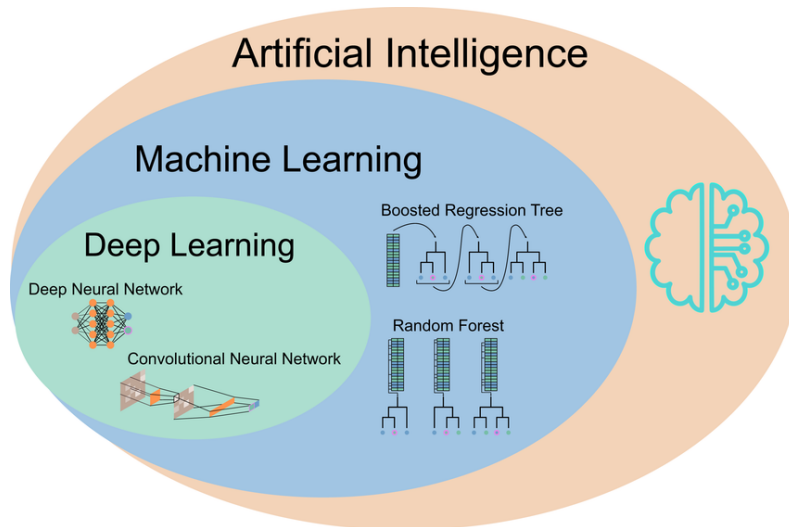 Artificial Intelligence
Machine Learning
Boosted Regression Tree
Deep Learning
Deep Neural Network
Random Forest
Convolutional Neural Network